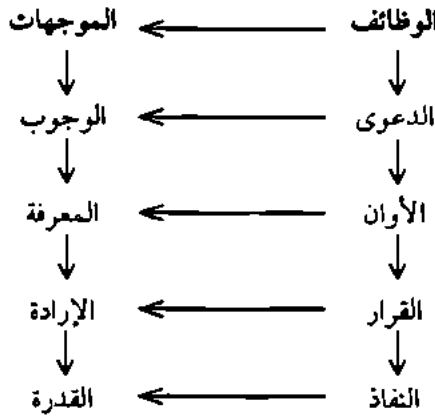 الوظائف الموجهات
الدعوى الوجوب
الأوان المعرفة
القرار الإرادة
النفاذ القدرة